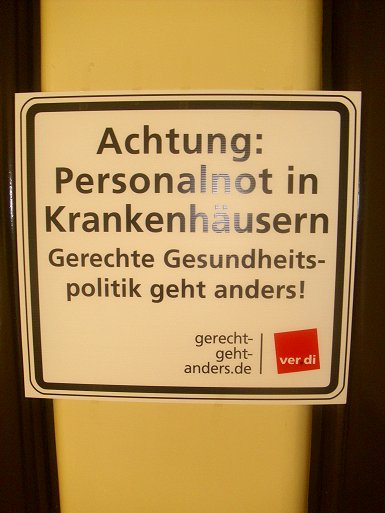 Achtung:
Personalnot in
Krankenhäusern
Gerechte Gesundheits-
politik geht anders!
gerecht-
geht-
anders.de
ver di